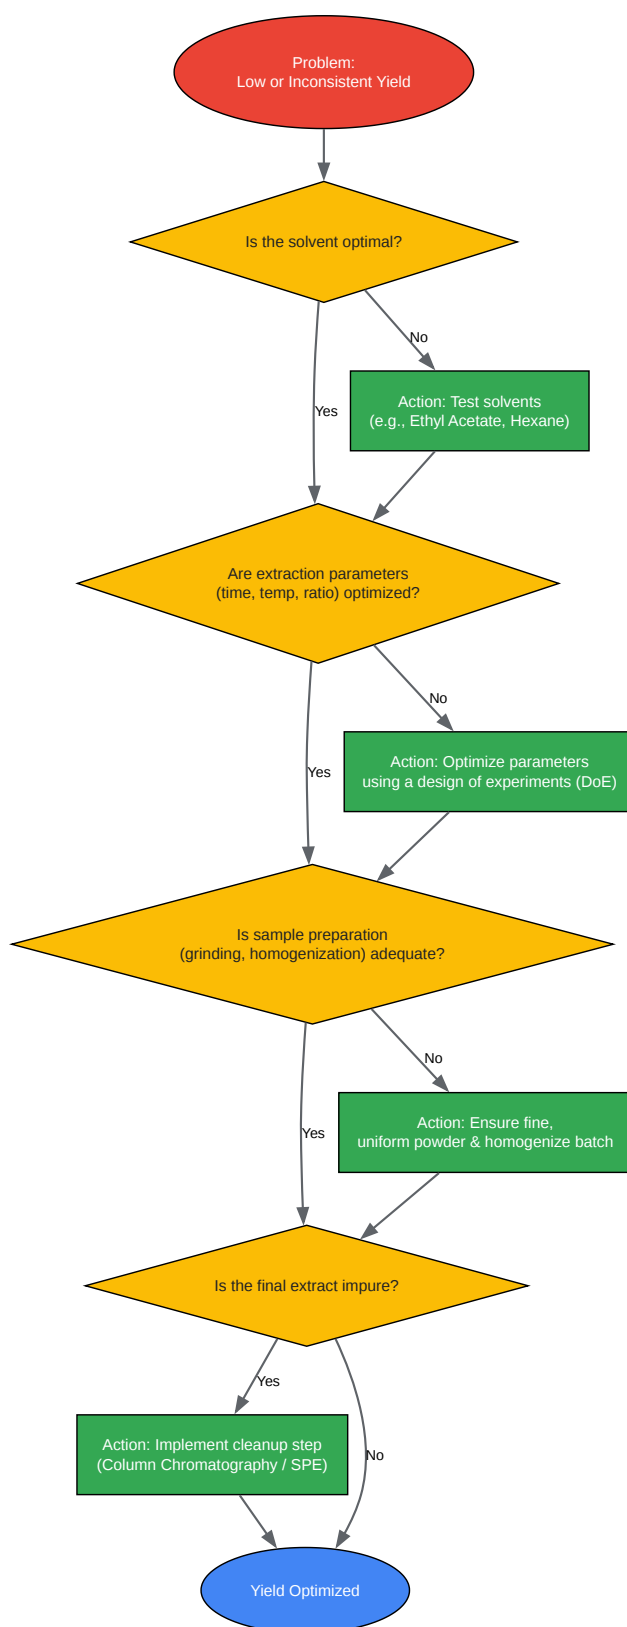 Problem:
Low or Inconsistent Yield
Is the solvent optimal?
No
Action: Test solvents
(e.g., Ethyl Acetate, Hexane)
Yes
Are extraction parameters
(time, temp, ratio) optimized?
No
Action: Optimize parameters
using a design of experiments (DoE)
Yes
Is sample preparation
(grinding, homogenization) adequate?
No
Action: Ensure fine,
uniform powder & homogenize batch
Yes
Is the final extract impure?
Yes
Action: Implement cleanup step
(Column Chromatography / SPE)
No
Yield Optimized